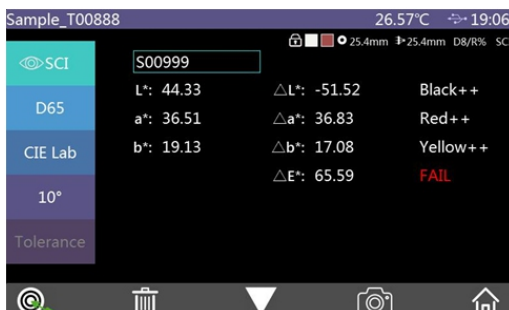 Sample_T00888 26.57℃ 19:06
25.4mm 25.4mm D8/R% SC
SCI
S00999
L*: 44.33 △L*: -51.52 Black++
D65
a*: 36.51 △a*: 36.83 Red++
CIE Lab
b*: 19.13 △b*: 17.08 Yellow++
△E*: 65.59 FAIL
10°
Tolerance